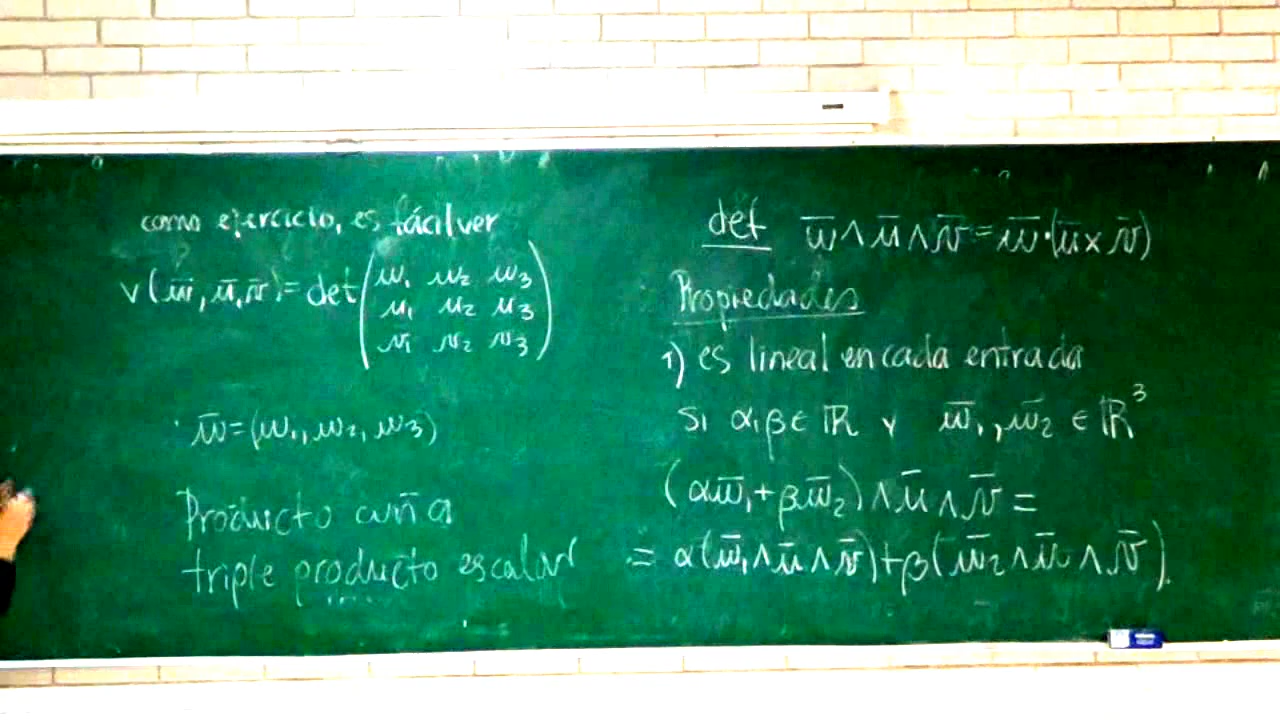 como ejercicio, es fácil ver
v(w̄, ū, v̄) = det(w₁ w₂ w₃
u₁ u₂ u₃
v₁ v₂ v₃)
w̄ = (w₁, w₂, w₃)
Producto cuña
triple producto escalar
def w̄ ∧ ū ∧ v̄ = w̄ · (ū × v̄)
Propiedades
1) es lineal en cada entrada
Si α, β ∈ ℝ y w̄₁, w̄₂ ∈ ℝ³
(αw̄₁ + βw̄₂) ∧ ū ∧ v̄ =
= α(w̄₁ ∧ ū ∧ v̄) + β(w̄₂ ∧ ū ∧ v̄).